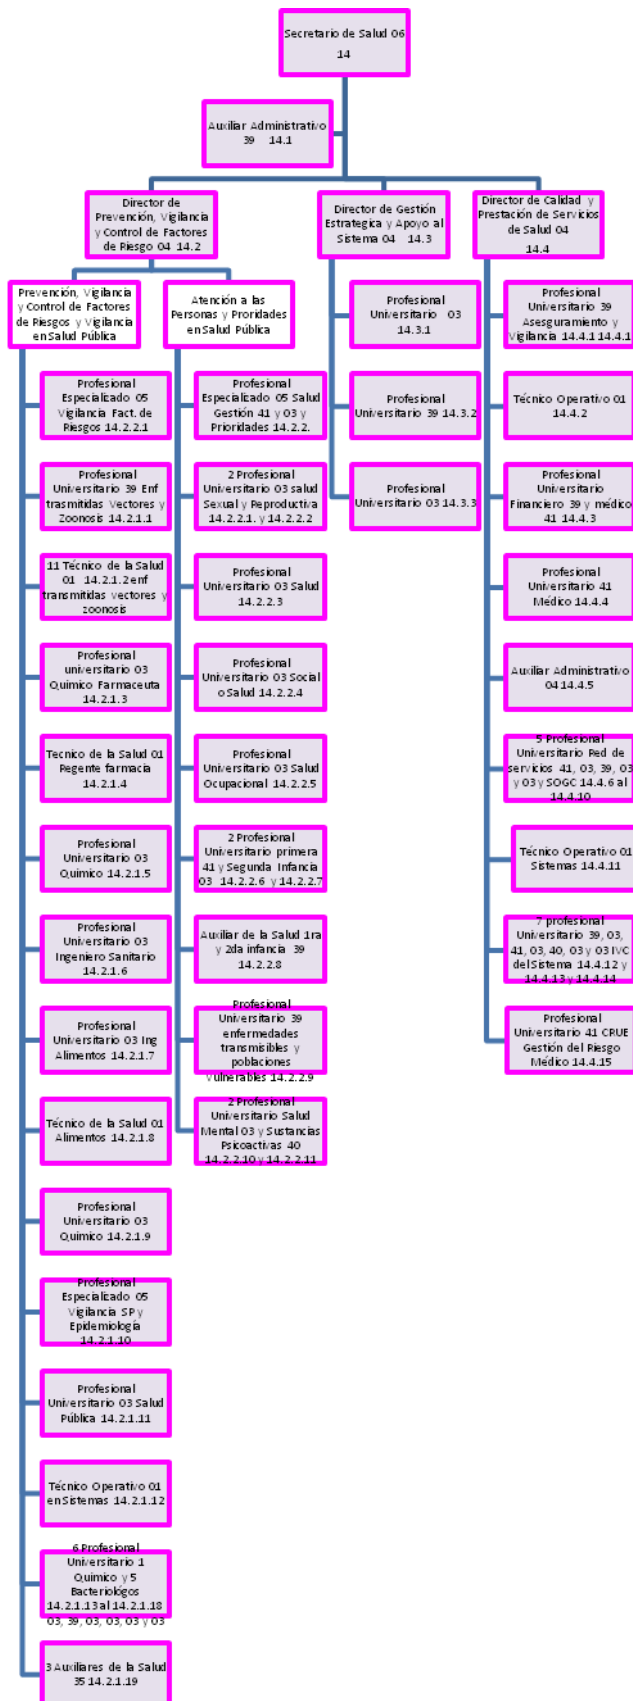 Secretario de Salud 06
14
Auxiliar Administrativo
39 14.1
Director de
Prevención, Vigilancia
y Control de Factores
de Riesgo 04 14.2
Director de Gestión
Estrategica y Apoyo al
Sistema 04 14.3
Director de Calidad y
Prestación de Servicios
de Salud 04
14.4
Prevención, Vigilancia
y Control de Factores
de Riesgos y Vigilancia
en Salud Pública
Atención a las
Personas y Proridades
en Salud Pública
Profesional
Universitario 03
14.3.1
Profesional
Universitario 39
Aseguramiento y
Vigilancia 14.4.1 14.4.1
Profesional
Especializado 05
Vigilancia Fact. de
Riesgos 14.2.2.1
Profesional
Especializado 05 Salud
Gestión 41 y 03 y
Prioridades 14.2.2.
Profesional
Universitario 39 14.3.2
Técnico Operativo 01
14.4.2
Profesional
Universitario 39 Enf
trasmitidas Vectores y
Zoonosis 14.2.1.1
2 Profesional
Universitario 03 salud
Sexual y Reproductiva
14.2.2.1. y 14.2.2.2
Profesional
Universitario 03 14.3.3
Profesional
Universitario
Financiero 39 y médico
41 14.4.3
11 Técnico de la Salud
01 14.2.1.2 enf
transmitidas vectores y
zoonosis
Profesional
Universitario 03 Salud
14.2.2.3
Profesional
Universitario 41
Médico 14.4.4
Profesional
universitario 03
Quimico Farmaceuta
14.2.1.3
Profesional
Universitario 03 Social
o Salud 14.2.2.4
Auxiliar Administrativo
04 14.4.5
Tecnico de la Salud 01
Regente farmacia
14.2.1.4
Profesional
Universitario 03 Salud
Ocupacional 14.2.2.5
5 Profesional
Universitario Red de
servicios 41, 03, 39, 03
y 03 y SOGC 14.4.6 al
14.4.10
Profesional
Universitario 03
Quimico 14.2.1.5
2 Profesional
Universitario primera
41 y Segunda Infancia
03 14.2.2.6 y 14.2.2.7
Técnico Operativo 01
Sistemas 14.4.11
Profesional
Universitario 03
Ingeniero Sanitario
14.2.1.6
Auxiliar de la Salud 1ra
y 2da infancia 39
14.2.2.8
7 profesional
Universitario 39, 03,
41, 03, 40, 03 y 03 IVC
del Sistema 14.4.12 y
14.4.13 y 14.4.14
Profesional
Universitario 03 Ing
Alimentos 14.2.1.7
Profesional
Universitario 39
enfermedades
transmisibles y
poblaciones
Vulnerables 14.2.2.9
Profesional
Universitario 41 CRUE
Gestión del Riesgo
Médico 14.4.15
Técnico de la Salud 01
Alimentos 14.2.1.8
2 Profesional
Universitario Salud
Mental 03 y Sustancias
Psicoactivas 40
14.2.2.10 y 14.2.2.11
Profesional
Universitario 03
Quimico 14.2.1.9
Profesional
Especializado 05
Vigilancia SP y
Epidemiología
14.2.1.10
Profesional
Universitario 03 Salud
Pública 14.2.1.11
Técnico Operativo 01
en Sistemas 14.2.1.12
6 Profesional
Universitario 1
Quimico y 5
Bacteriológos
14.2.1.13 al 14.2.1.18
03, 39, 03, 03, 03 y 03
3 Auxiliares de la Salud
35 14.2.1.19